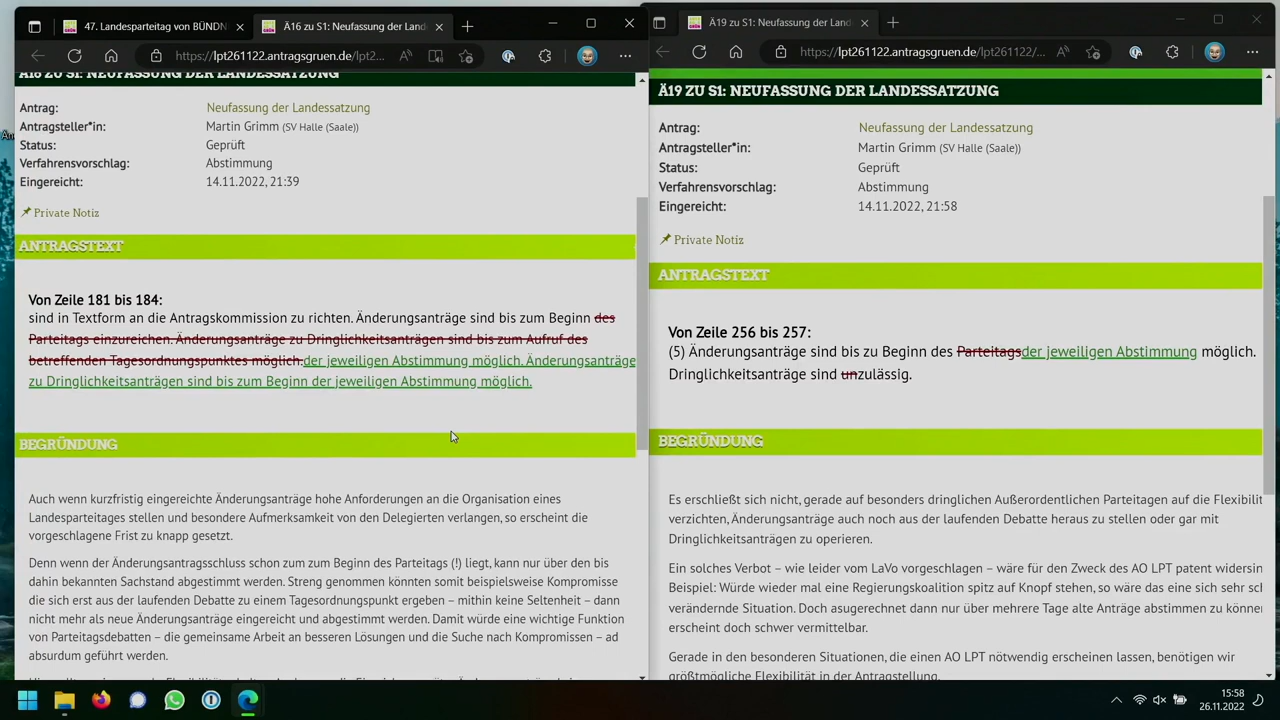 47. Landesparteitag von BÜNDN
Ä16 zu S1: Neufassung der Land
https://lpt261122.antragsgruen.de/lpt2...
Ä16 ZU S1: NEUFASSUNG DER LANDESSATZUNG
Antrag: Neufassung der Landessatzung
Antragsteller*in: Martin Grimm (SV Halle (Saale))
Status: Geprüft
Verfahrensvorschlag: Abstimmung
Eingereicht: 14.11.2022, 21:39
Private Notiz
ANTRAGSTEXT
Von Zeile 181 bis 184:
sind in Textform an die Antragskommission zu richten. Änderungsanträge sind bis zum Beginn des
Parteitags einzureichen. Änderungsanträge zu Dringlichkeitsanträgen sind bis zum Aufruf des
betreffenden Tagesordnungspunktes möglich.der jeweiligen Abstimmung möglich. Änderungsanträge
zu Dringlichkeitsanträgen sind bis zum Beginn der jeweiligen Abstimmung möglich.
BEGRÜNDUNG
Auch wenn kurzfristig eingereichte Änderungsanträge hohe Anforderungen an die Organisation eines
Landesparteitages stellen und besondere Aufmerksamkeit von den Delegierten verlangen, so erscheint die
vorgeschlagene Frist zu knapp gesetzt.
Denn wenn der Änderungsantragsschluss schon zum zum Beginn des Parteitags (!) liegt, kann nur über den bis
dahin bekannten Sachstand abgestimmt werden. Streng genommen könnten somit beispielsweise Kompromisse
die sich erst aus der laufenden Debatte zu einem Tagesordnungspunkt ergeben – mithin keine Seltenheit – dann
nicht mehr als neue Änderungsanträge eingereicht und abgestimmt werden. Damit würde eine wichtige Funktion
von Parteitagsdebatten – die gemeinsame Arbeit an besseren Lösungen und die Suche nach Kompromissen – ad
absurdum geführt werden.
Ä19 zu S1: Neufassung der Land
https://lpt261122.antragsgruen.de/lpt261122/...
Ä19 ZU S1: NEUFASSUNG DER LANDESSATZUNG
Antrag: Neufassung der Landessatzung
Antragsteller*in: Martin Grimm (SV Halle (Saale))
Status: Geprüft
Verfahrensvorschlag: Abstimmung
Eingereicht: 14.11.2022, 21:58
Private Notiz
ANTRAGSTEXT
Von Zeile 256 bis 257:
(5) Änderungsanträge sind bis zu Beginn des Parteitagsder jeweiligen Abstimmung möglich.
Dringlichkeitsanträge sind unzulässig.
BEGRÜNDUNG
Es erschließt sich nicht, gerade auf besonders dringlichen Außerordentlichen Parteitagen auf die Flexibilit
verzichten, Änderungsanträge auch noch aus der laufenden Debatte heraus zu stellen oder gar mit
Dringlichkeitsanträgen zu operieren.
Ein solches Verbot – wie leider vom LaVo vorgeschlagen – wäre für den Zweck des AO LPT patent widersin
Beispiel: Würde wieder mal eine Regierungskoalition spitz auf Knopf stehen, so wäre das eine sich sehr sc
verändernde Situation. Doch ausgerechnet dann nur über mehrere Tage alte Anträge abstimmen zu könne
erscheint doch schwer vermittelbar.
Gerade in den besonderen Situationen, die einen AO LPT nötwendig erscheinen lassen, benötigen wir
größtmögliche Flexibilität in der Antragstellung.
15:58
26.11.2022